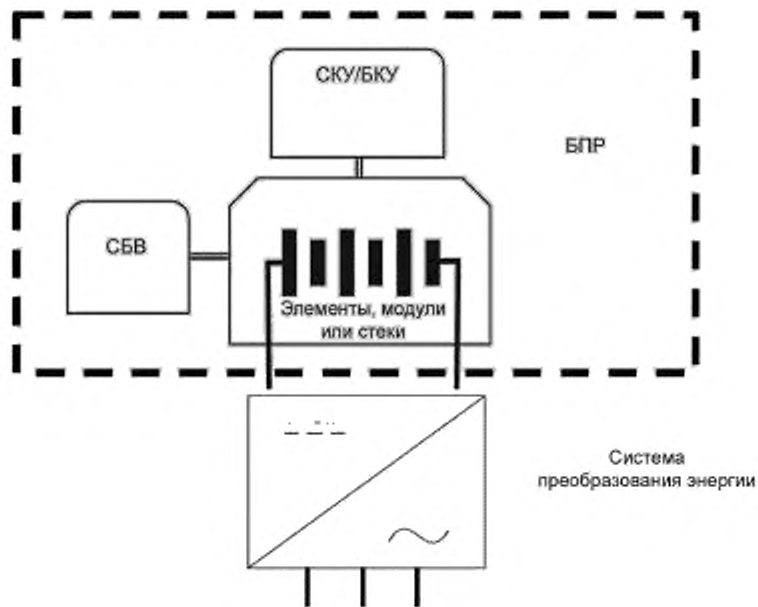 СКУ/БКУ
БПР
СБВ
Элементы, модули
или стеки
Система
преобразования энергии